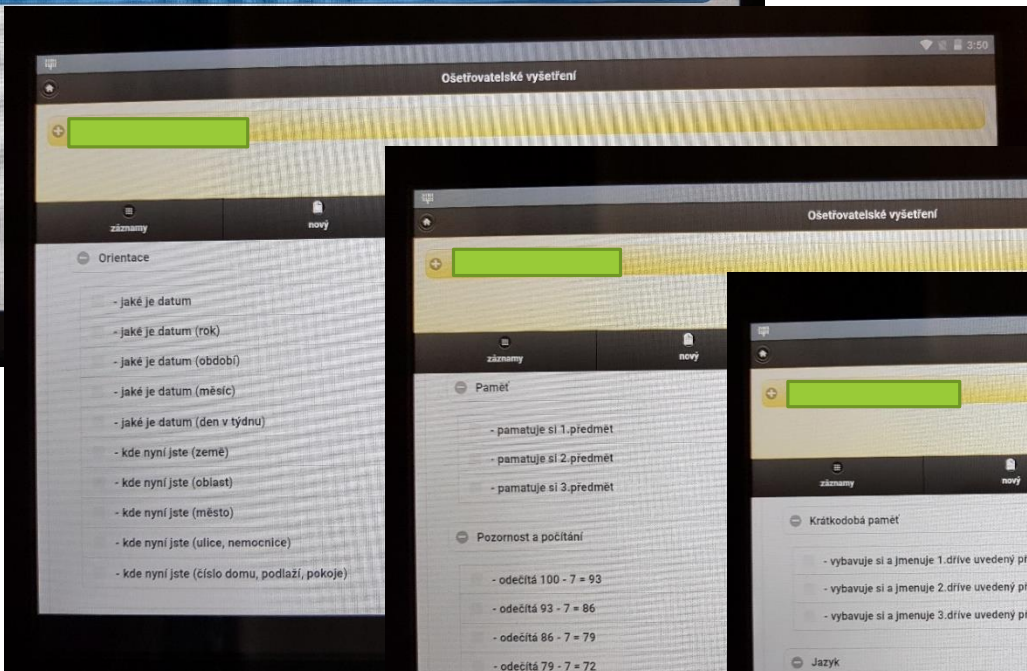 3:50
Ošetřovatelské vyšetření
záznamy
nový
Orientace
- jaké je datum
- jaké je datum (rok)
- jaké je datum (období)
- jaké je datum (měsíc)
- jaké je datum (den v týdnu)
- kde nyní jste (země)
- kde nyní jste (oblast)
- kde nyní jste (město)
- kde nyní jste (ulice, nemocnice)
- kde nyní jste (číslo domu, podlaží, pokoje)
Ošetřovatelské vyšetření
záznamy
nový
Paměť
- pamatuje si 1.předmět
- pamatuje si 2.předmět
- pamatuje si 3.předmět
Pozornost a počítání
- odečítá 100 - 7 = 93
- odečítá 93 - 7 = 86
- odečítá 86 - 7 = 79
- odečítá 79 - 7 = 72
záznamy
nový
Krátkodobá paměť
- vybavuje si a jmenuje 1.dříve uvedený
- vybavuje si a jmenuje 2.dříve uvedený
- vybavuje si a jmenuje 3.dříve uvedený
Jazyk